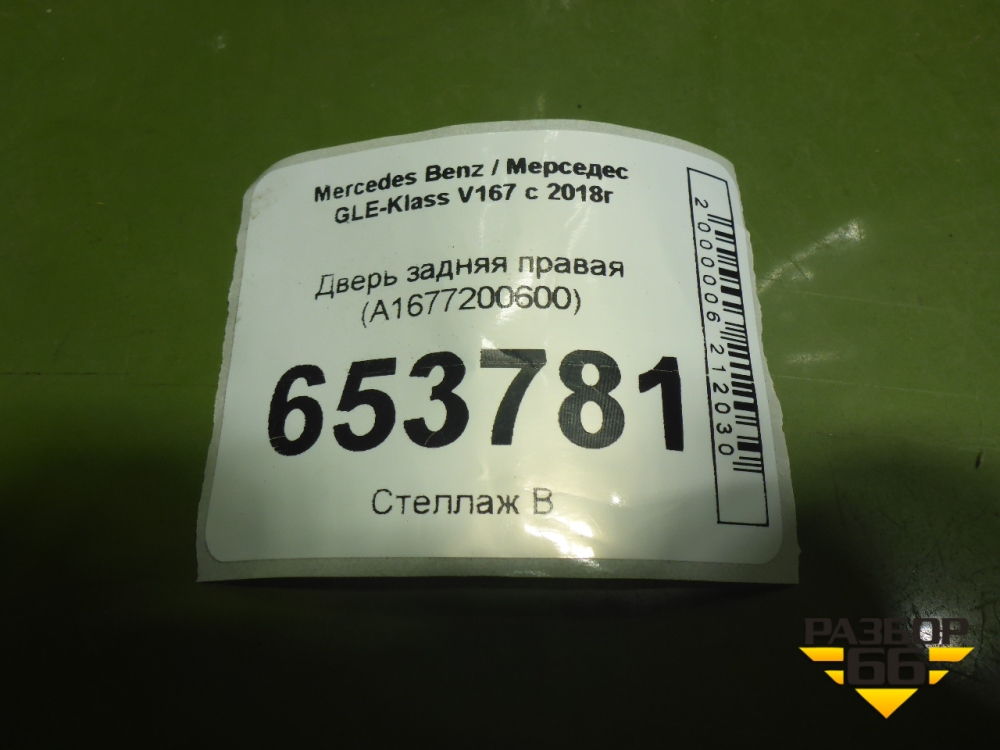 Mercedes Benz / Мерседес
GLE-Klass V167 с 2018г
Дверь задняя правая
(A1677200600)
653781
Стеллаж В
2000006212030
РАЗБОР
66